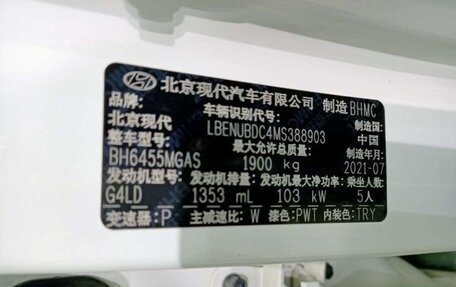 北京现代汽车有限公司 制造 BHMC
品牌: 车辆识别代号: 制造国:
北京现代 LBENUBDC4MS388903 中国
整车型号: 最大允许总质量: 制造年月:
BH6455MGAS 1900 kg 2021-07
发动机型号: 发动机排量: 发动机最大净功率: 乘坐人数:
G4LD 1353 mL 103 kW 5人
变速器: P 主减速比: W 漆色: PWT 内装色: TRY